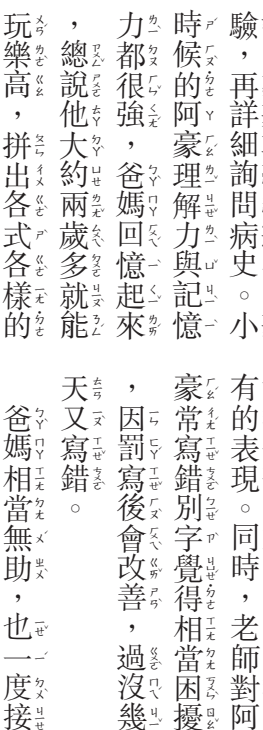 驗，再詳細詢問病史。小
時候的阿豪理解力與記憶
力都很強，爸媽回憶起來
，總說他大約兩歲多就能
玩樂高，拼出各式各樣的
有的表現。同時，老師對阿
豪常寫錯別字覺得相當困擾
，因罰寫後會改善，過沒幾
天又寫錯。
爸媽相當無助，也一度接